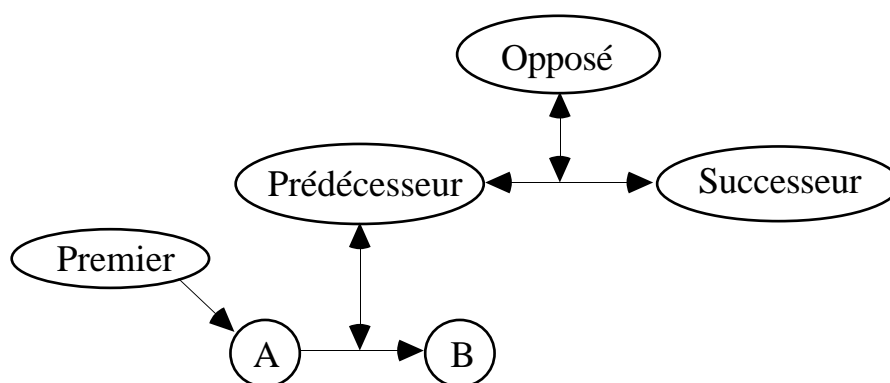 Opposé
Prédécesseur
Successeur
Premier
A
B